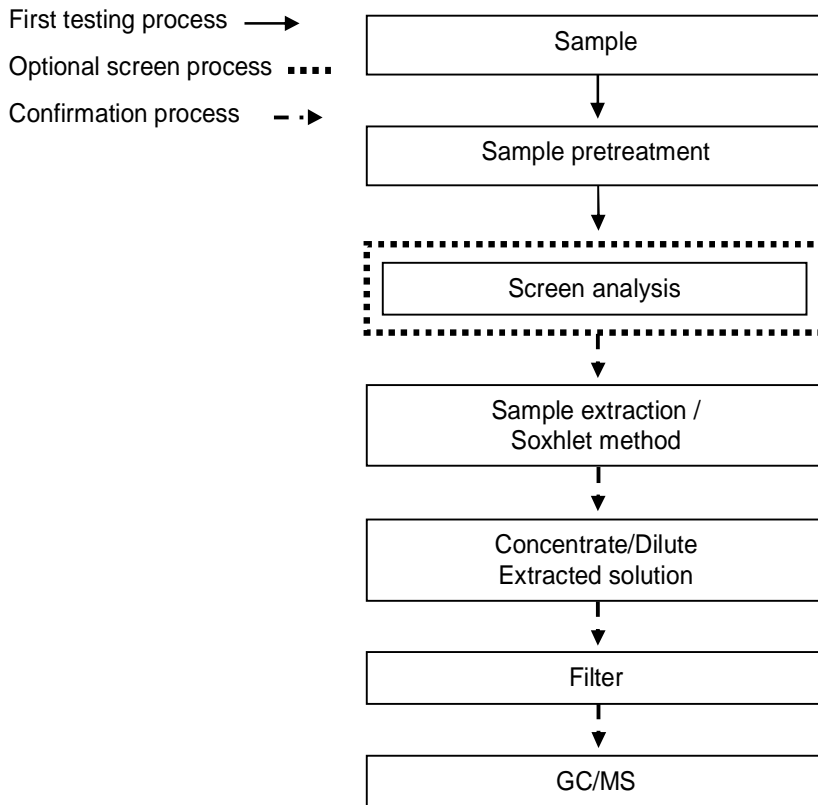 First testing process
Optional screen process
Confirmation process
Sample
Sample pretreatment
Screen analysis
Sample extraction /
Soxhlet method
Concentrate/Dilute
Extracted solution
Filter
GC/MS